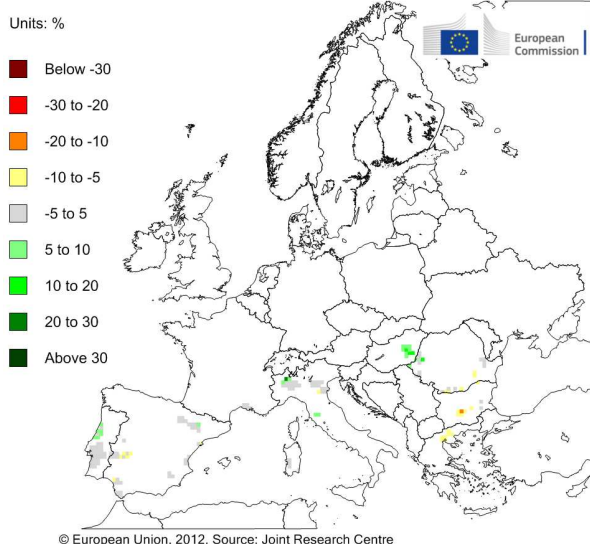 Units: %
European
Commission
Below -30
-30 to -20
-20 to -10
-10 to -5
-5 to 5
5 to 10
10 to 20
20 to 30
Above 30
© European Union, 2012. Source: Joint Research Centre